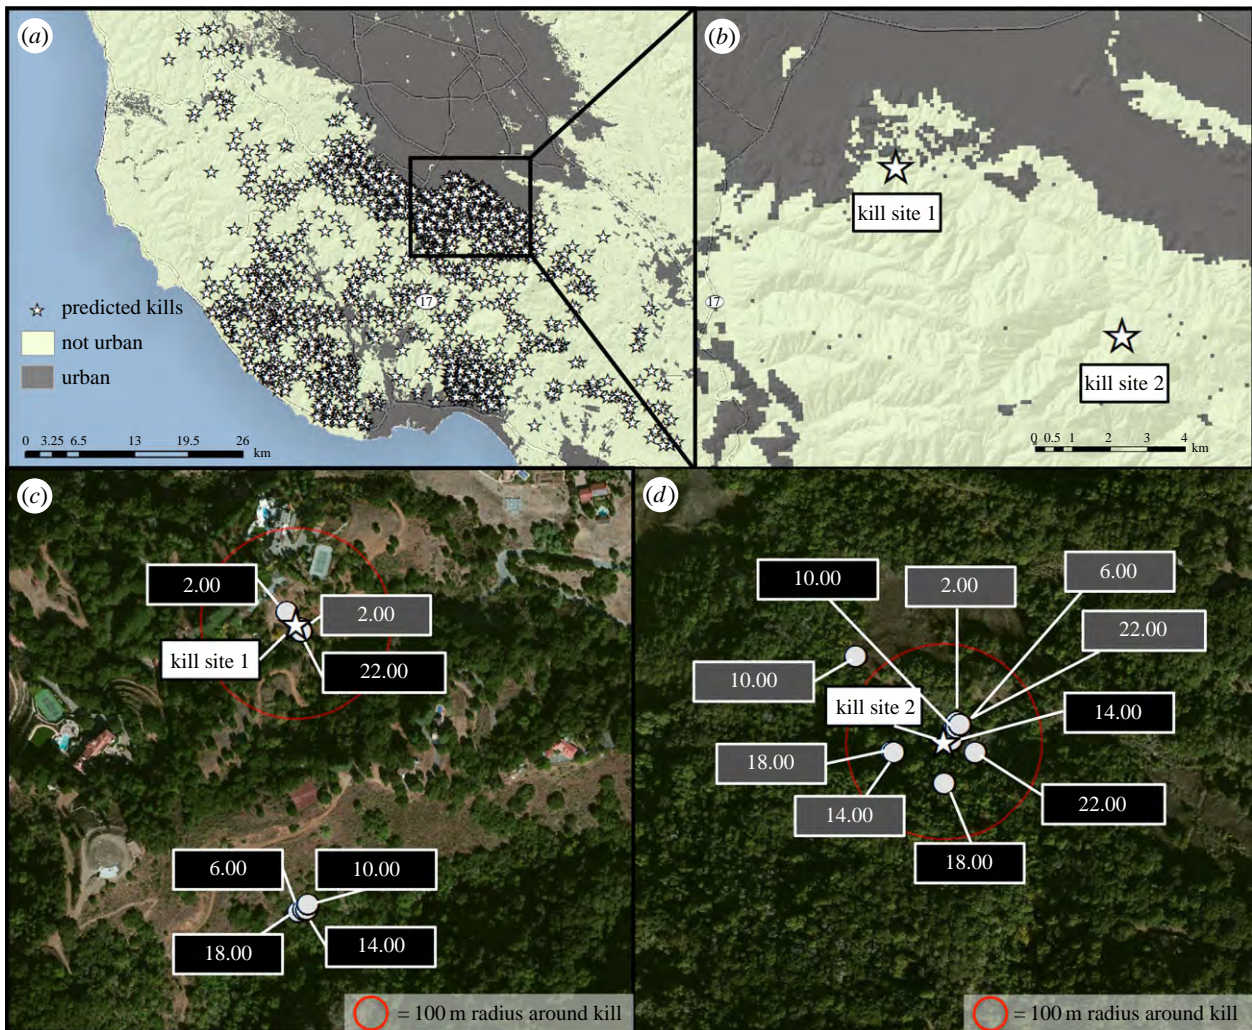 (a)
17
predicted kills
not urban
urban
0 3.25 6.5 13 19.5 26
km
(b)
kill site 1
17
kill site 2
0 0.5 1 2 3 4
km
(c)
2.00
2.00
kill site 1
22.00
6.00
10.00
18.00
14.00
= 100 m radius around kill
(d)
10.00
2.00
6.00
22.00
10.00
kill site 2
14.00
18.00
14.00
22.00
18.00
= 100 m radius around kill